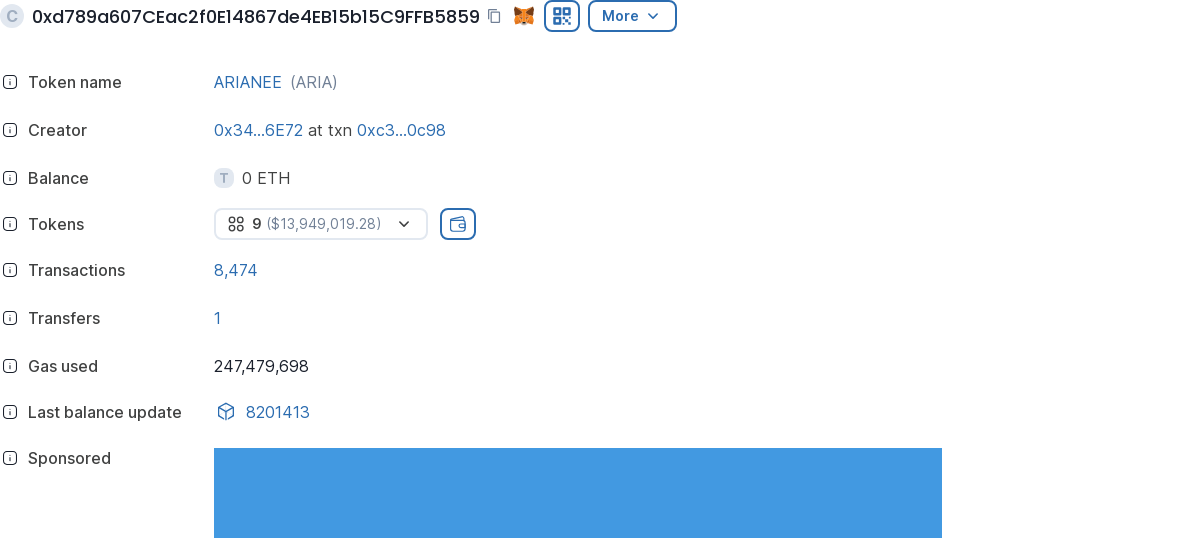 C 0xd789a607CEac2f0E14867de4EB15b15C9FFB5859 More
Token name ARIANEE (ARIA)
Creator 0x34...6E72 at txn 0xc3...0c98
Balance T 0 ETH
Tokens 9 ($13,949,019.28)
Transactions 8,474
Transfers 1
Gas used 247,479,698
Last balance update 8201413
Sponsored